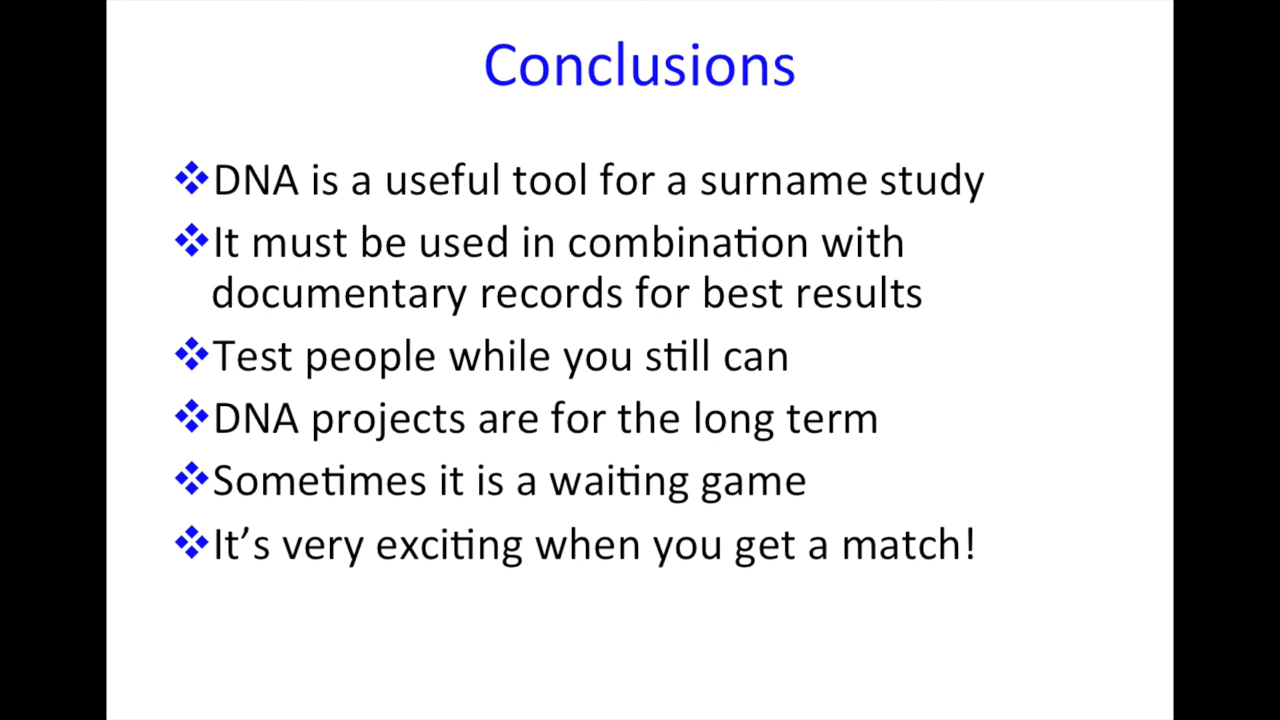 Conclusions
❖DNA is a useful tool for a surname study
❖It must be used in combination with
documentary records for best results
❖Test people while you still can
❖DNA projects are for the long term
❖Sometimes it is a waiting game
❖It’s very exciting when you get a match!